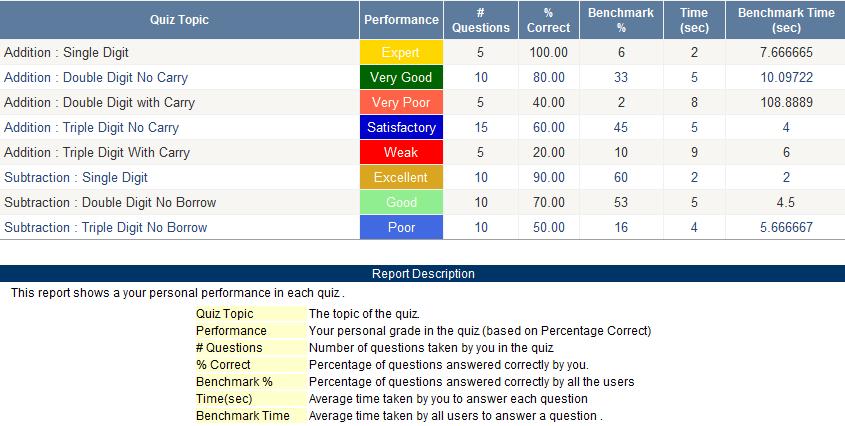 Quiz Topic Performance # Questions % Correct Benchmark % Time (sec) Benchmark Time (sec)
Addition : Single Digit Expert 5 100.00 6 2 7.666665
Addition : Double Digit No Carry Very Good 10 80.00 33 5 10.09722
Addition : Double Digit with Carry Very Poor 5 40.00 2 8 108.8889
Addition : Triple Digit No Carry Satisfactory 15 60.00 45 5 4
Addition : Triple Digit With Carry Weak 5 20.00 10 9 6
Subtraction : Single Digit Excellent 10 90.00 60 2 2
Subtraction : Double Digit No Borrow Good 10 70.00 53 5 4.5
Subtraction : Triple Digit No Borrow Poor 10 50.00 16 4 5.666667
Report Description
This report shows a your personal performance in each quiz .
Quiz Topic The topic of the quiz.
Performance Your personal grade in the quiz (based on Percentage Correct)
# Questions Number of questions taken by you in the quiz
% Correct Percentage of questions answered correctly by you.
Benchmark % Percentage of questions answered correctly by all the users
Time(sec) Average time taken by you to answer each question
Benchmark Time Average time taken by all users to answer a question .